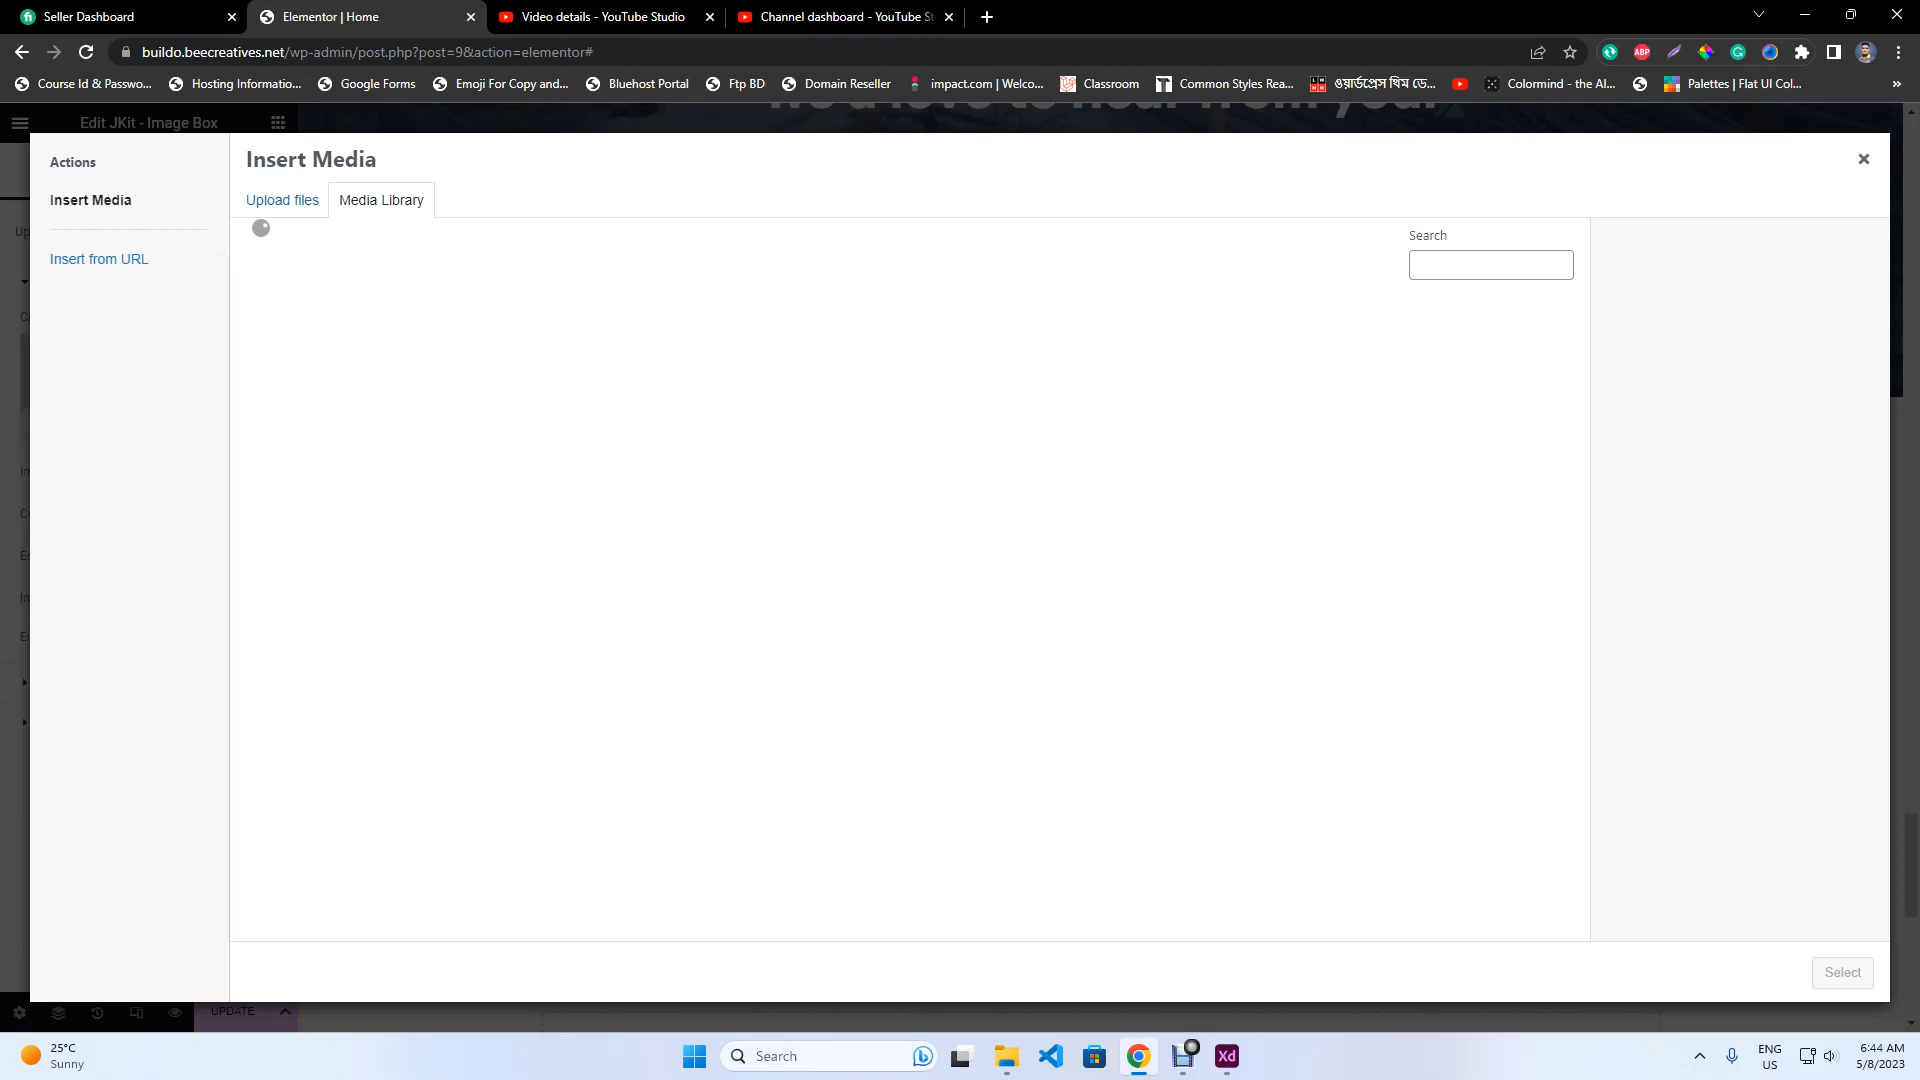 Seller Dashboard
Elementor | Home
Video details - YouTube Studio
Channel dashboard - YouTube St
buildo.beecreatives.net/wp-admin/post.php?post=9&action=elementor#
Course Id & Passwo...
Hosting Informatio...
Google Forms
Emoji For Copy and...
Bluehost Portal
Ftp BD
Domain Reseller
impact.com | Welco...
Classroom
Common Styles Rea...
ওয়ার্ডপ্রেস থিম ডে...
Colormind - the AI...
Palettes | Flat UI Col...
»
Edit JKit - Image Box
Actions
Insert Media
Insert from URL
Insert Media
Upload files
Media Library
Search
Select
UPDATE
25°C
Sunny
Search
Xd
ENG
US
6:44 AM
5/8/2023